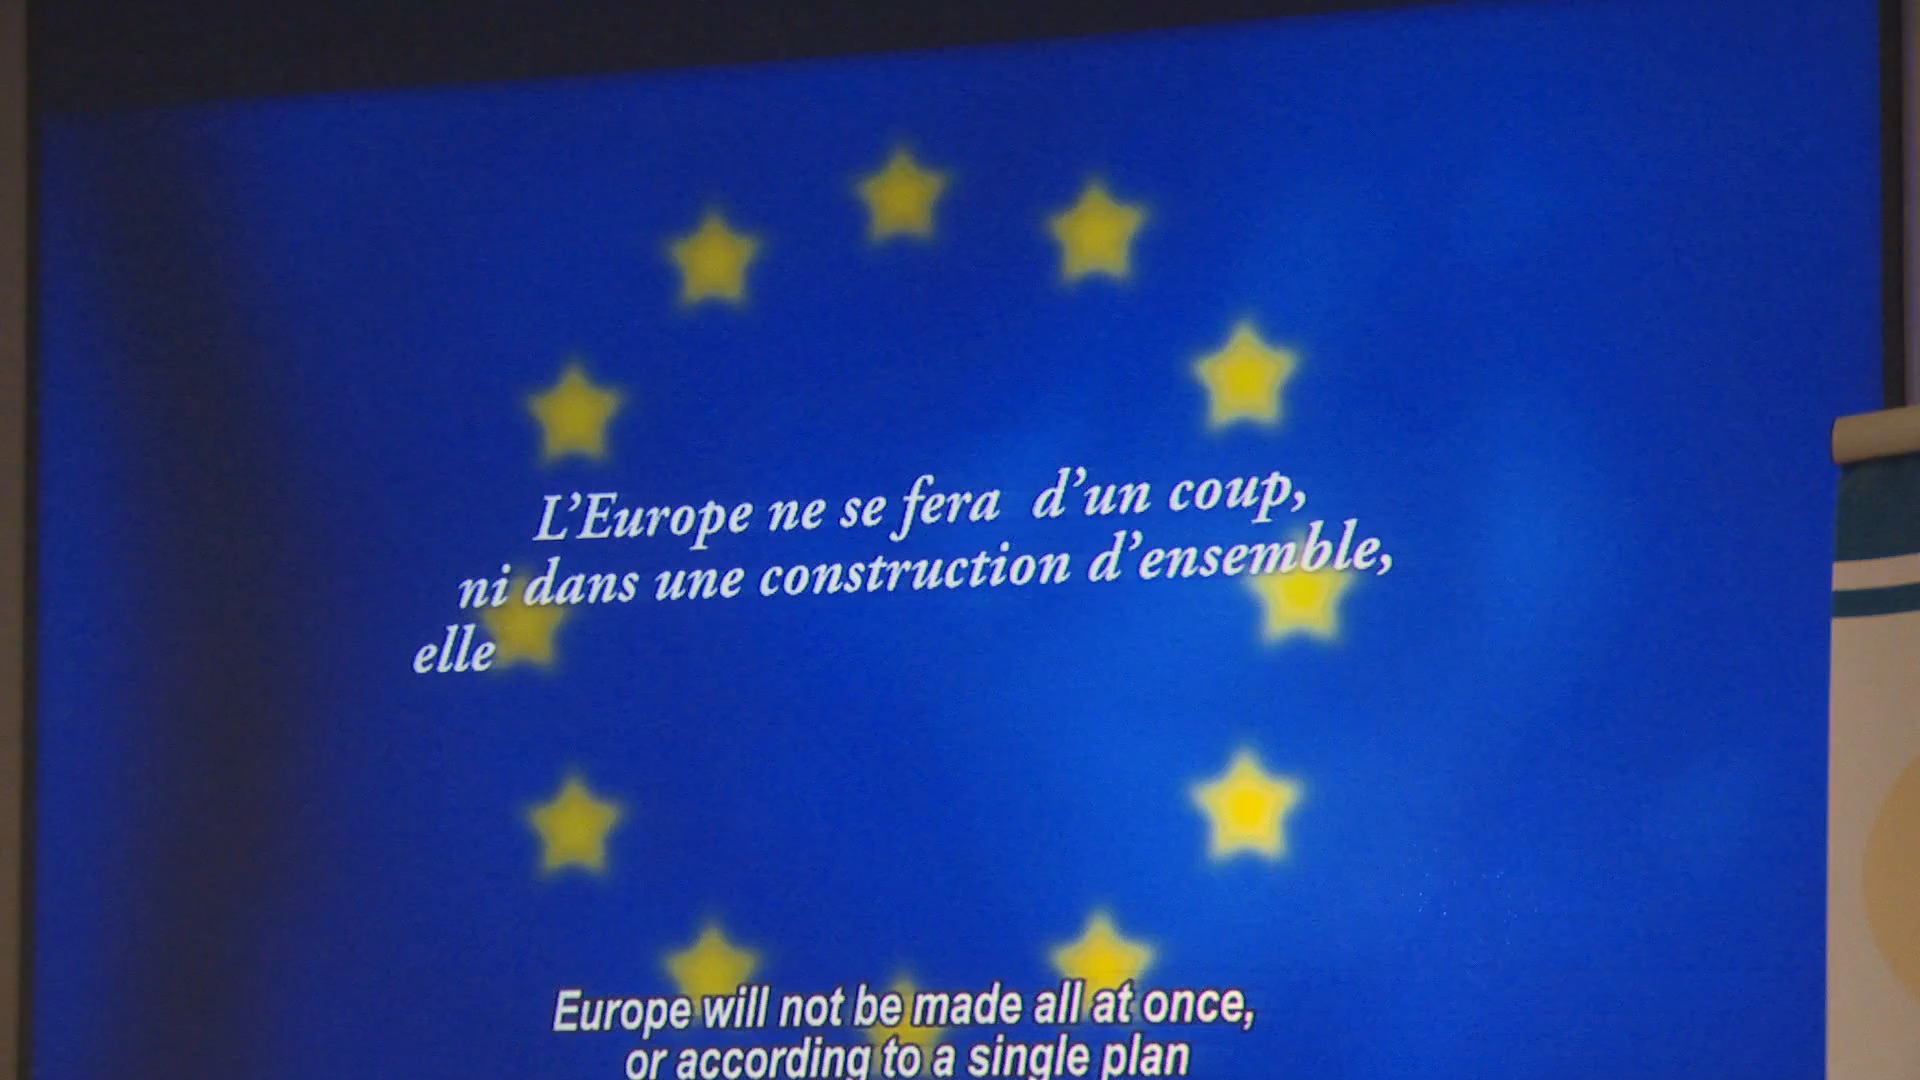 L’Europe ne se fera d’un coup,
ni dans une construction d’ensemble,
elle
Europe will not be made all at once,
or according to a single plan